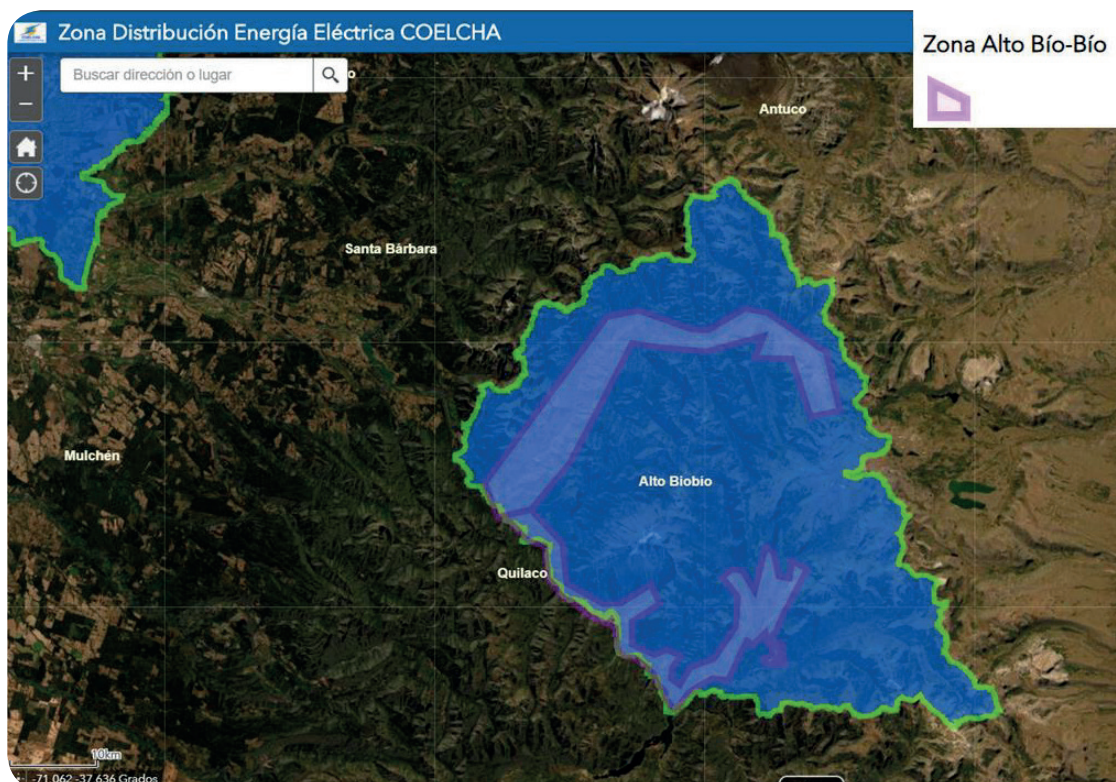 Zona Distribución Energía Eléctrica COELCHA
Zona Alto Bío-Bío
+
Buscar dirección o lugar
o
−
Antuco
Santa Bárbara
Mulchén
Alto Biobio
Quilaco
10km
-71.062 -37.636 Grados